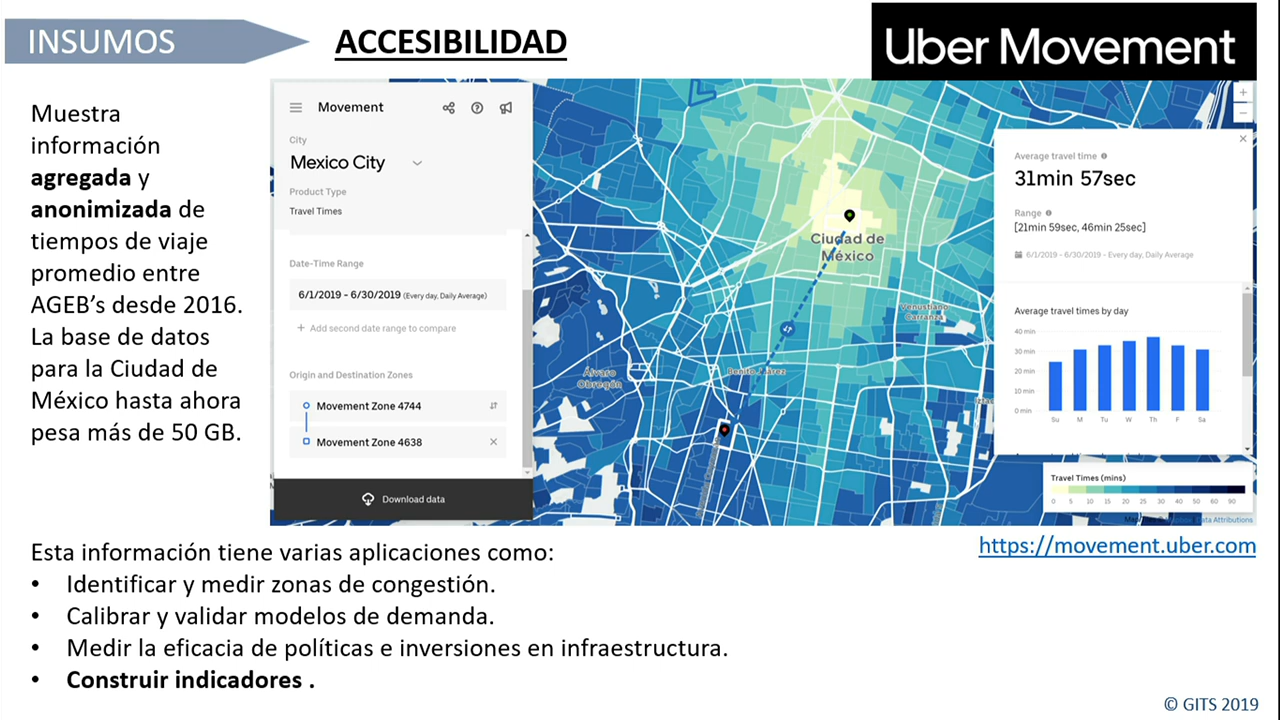 INSUMOS
ACCESIBILIDAD
Uber Movement
Muestra
información
agregada y
anonimizada de
tiempos de viaje
promedio entre
AGEB's desde 2016.
La base de datos
para la Ciudad de
México hasta ahora
pesa más de 50 GB.
Movement
City
Mexico City
Product Type
Travel Times
Date-Time Range
6/1/2019 - 6/30/2019 (Every day, Daily Average)
+ Add second date range to compare
Origin and Destination Zones
Movement Zone 4744
Movement Zone 4638
Download data
Ciudad de
México
Venustiano
Carranza
Benito Juárez
Álvaro
Obregón
Average travel time
31min 57sec
Range
[21min 59sec, 46min 25sec]
6/1/2019 - 6/30/2019 - Every day, Daily Average
Average travel times by day
40 min
30 min
20 min
10 min
0 min
Su M Tu W Th F Sa
Travel Times (mins)
0 5 10 15 20 25 30 40 50 60 90
Data Attributions
https://movement.uber.com
Esta información tiene varias aplicaciones como:
• Identificar y medir zonas de congestión.
• Calibrar y validar modelos de demanda.
• Medir la eficacia de políticas e inversiones en infraestructura.
• Construir indicadores .
© GITS 2019